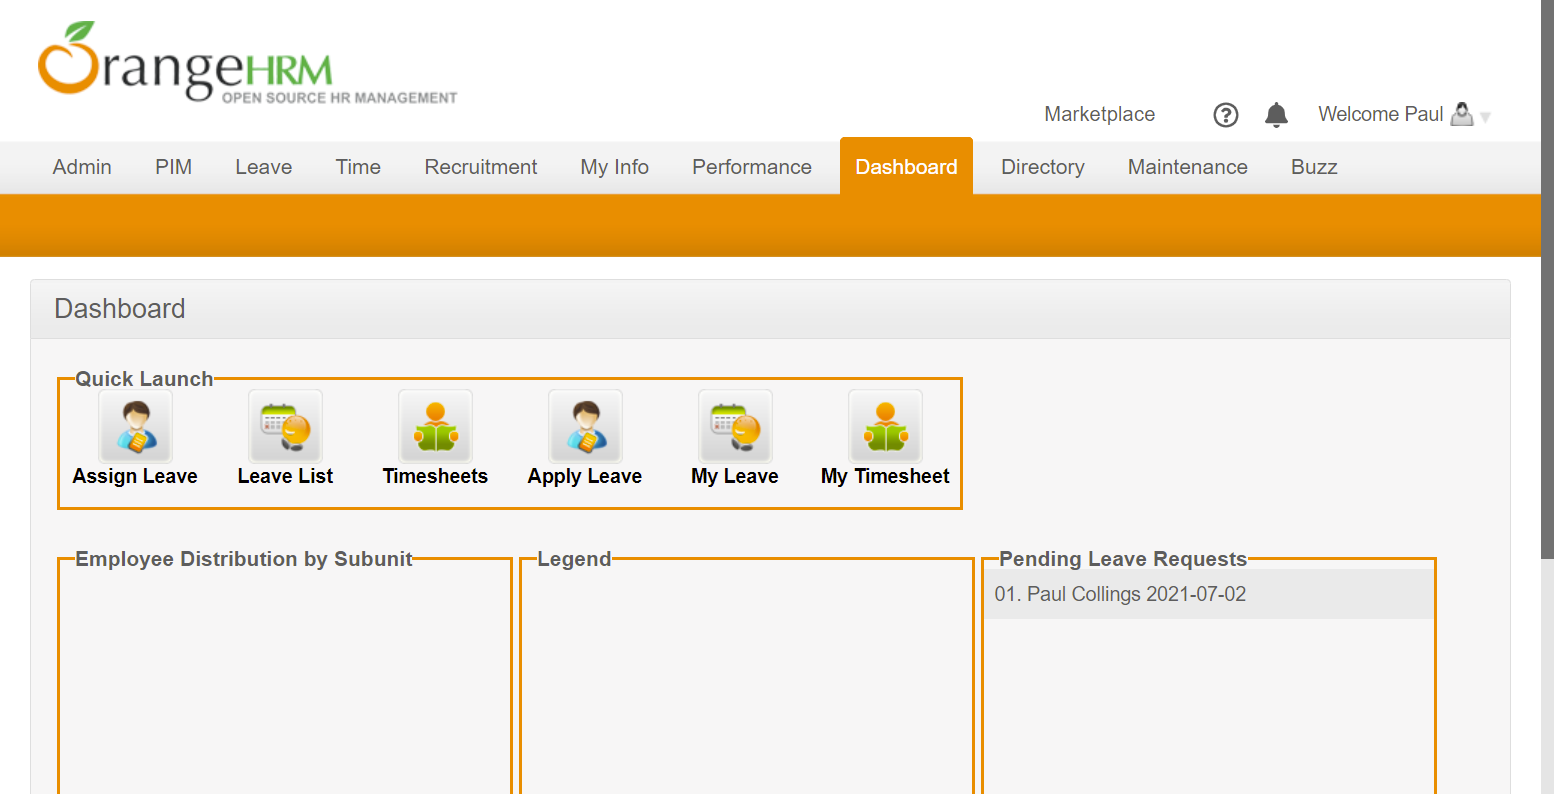 OrangeHRM
OPEN SOURCE HR MANAGEMENT
Marketplace ? Welcome Paul
Admin PIM Leave Time Recruitment My Info Performance Dashboard Directory Maintenance Buzz
Dashboard
Quick Launch
Assign Leave Leave List Timesheets Apply Leave My Leave My Timesheet
Employee Distribution by Subunit Legend Pending Leave Requests
01. Paul Collings 2021-07-02